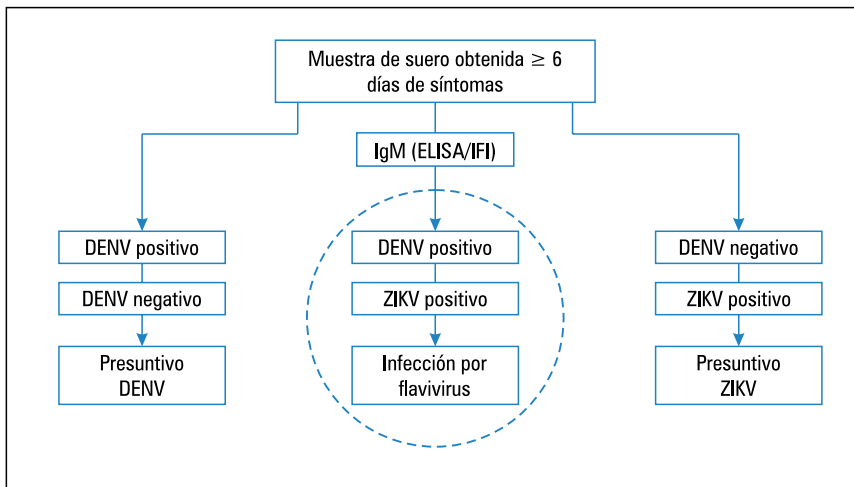 Muestra de suero obtenida ≥ 6
días de síntomas
IgM (ELISA/IFI)
DENV positivo
DENV negativo
Presuntivo
DENV
DENV positivo
ZIKV positivo
Infección por
flavivirus
DENV negativo
ZIKV positivo
Presuntivo
ZIKV